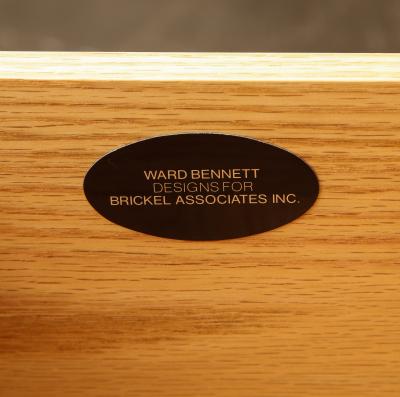 WARD BENNETT
DESIGNS FOR
BRICKEL ASSOCIATES INC.